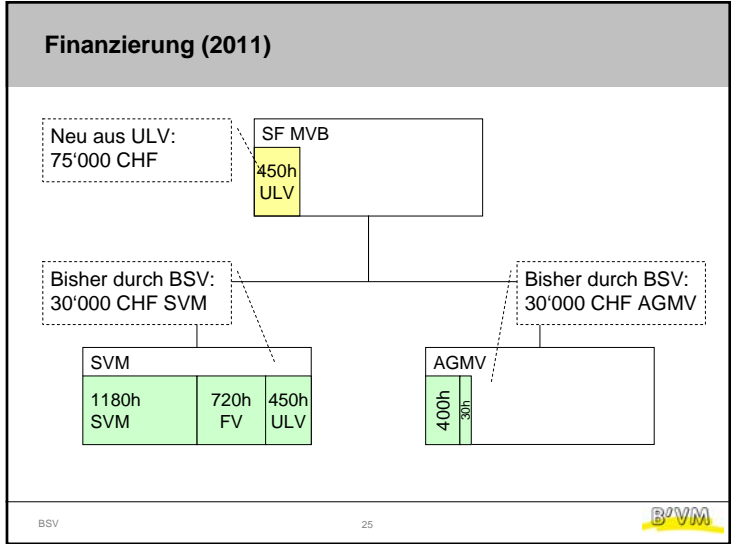 Finanzierung (2011)
Neu aus ULV:
75‘000 CHF
SF MVB
450h
ULV
Bisher durch BSV:
30‘000 CHF SVM
Bisher durch BSV:
30‘000 CHF AGMV
SVM
1180h
SVM
720h
FV
450h
ULV
AGMV
400h
30h
BSV
25
B'VM